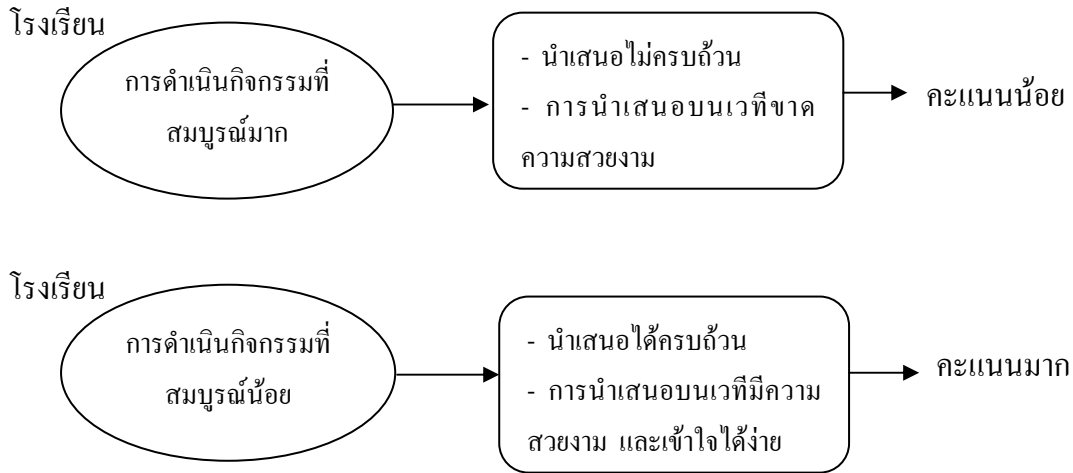 โรงเรียน
การดำเนินกิจกรรมที่
สมบูรณ์มาก
- นำเสนอไม่ครบถ้วน
- การนำเสนอบนเวทีขาด
ความสวยงาม
คะแนนน้อย
โรงเรียน
การดำเนินกิจกรรมที่
สมบูรณ์น้อย
- นำเสนอได้ครบถ้วน
- การนำเสนอบนเวทีมีความ
สวยงาม และเข้าใจได้ง่าย
คะแนนมาก